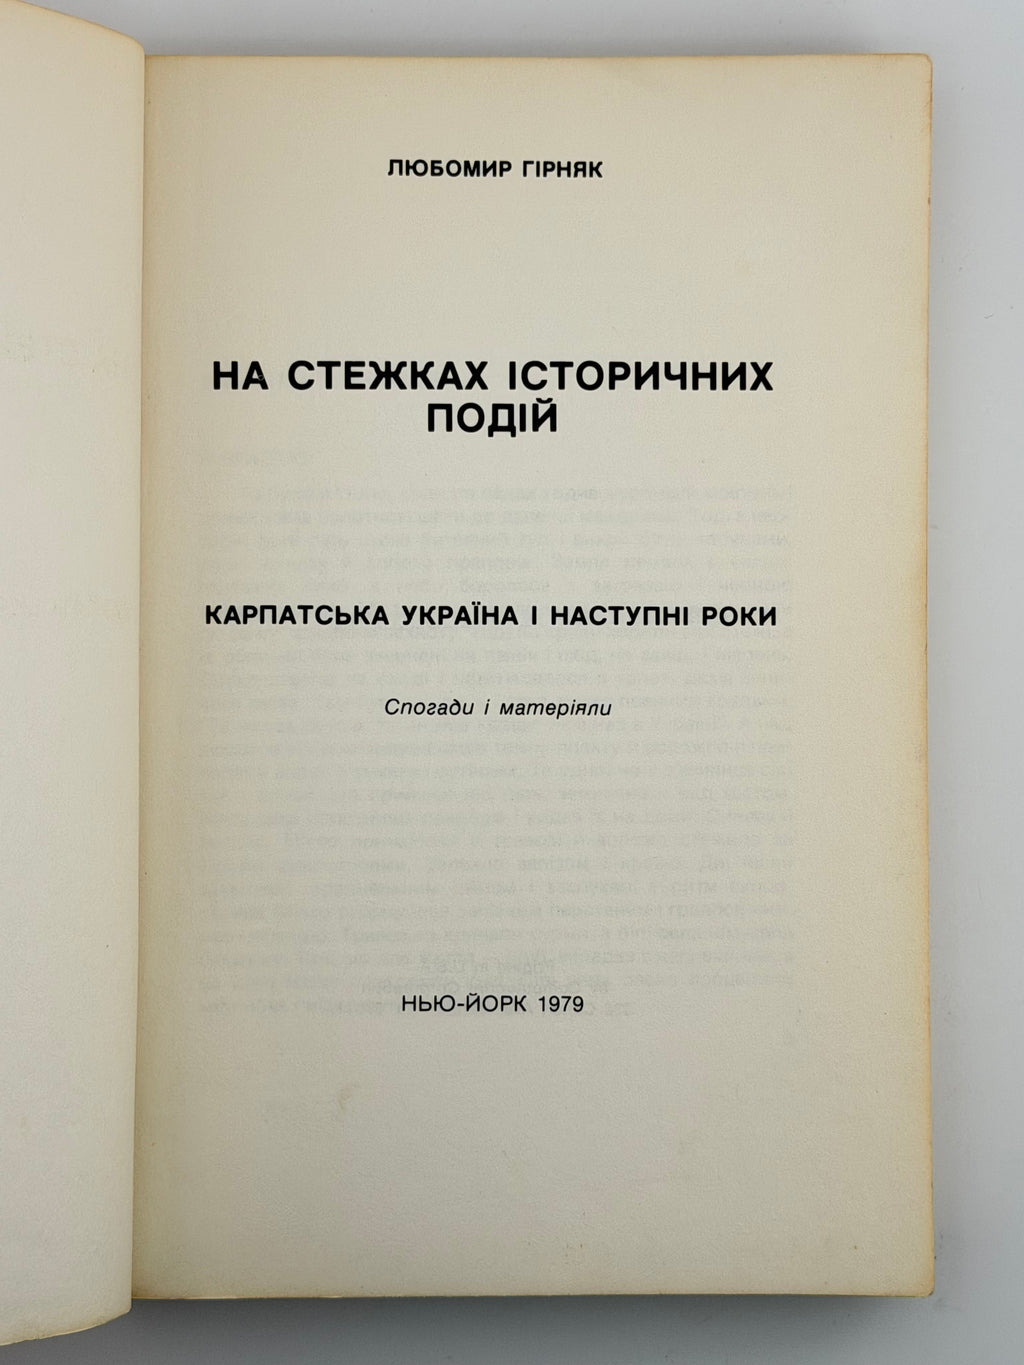 ЛЮБОМИР ГІРНЯК
НА СТЕЖКАХ ІСТОРИЧНИХ
ПОДІЙ
КАРПАТСЬКА УКРАЇНА І НАСТУПНІ РОКИ
Спогади і матеріяли
НЬЮ-ЙОРК 1979